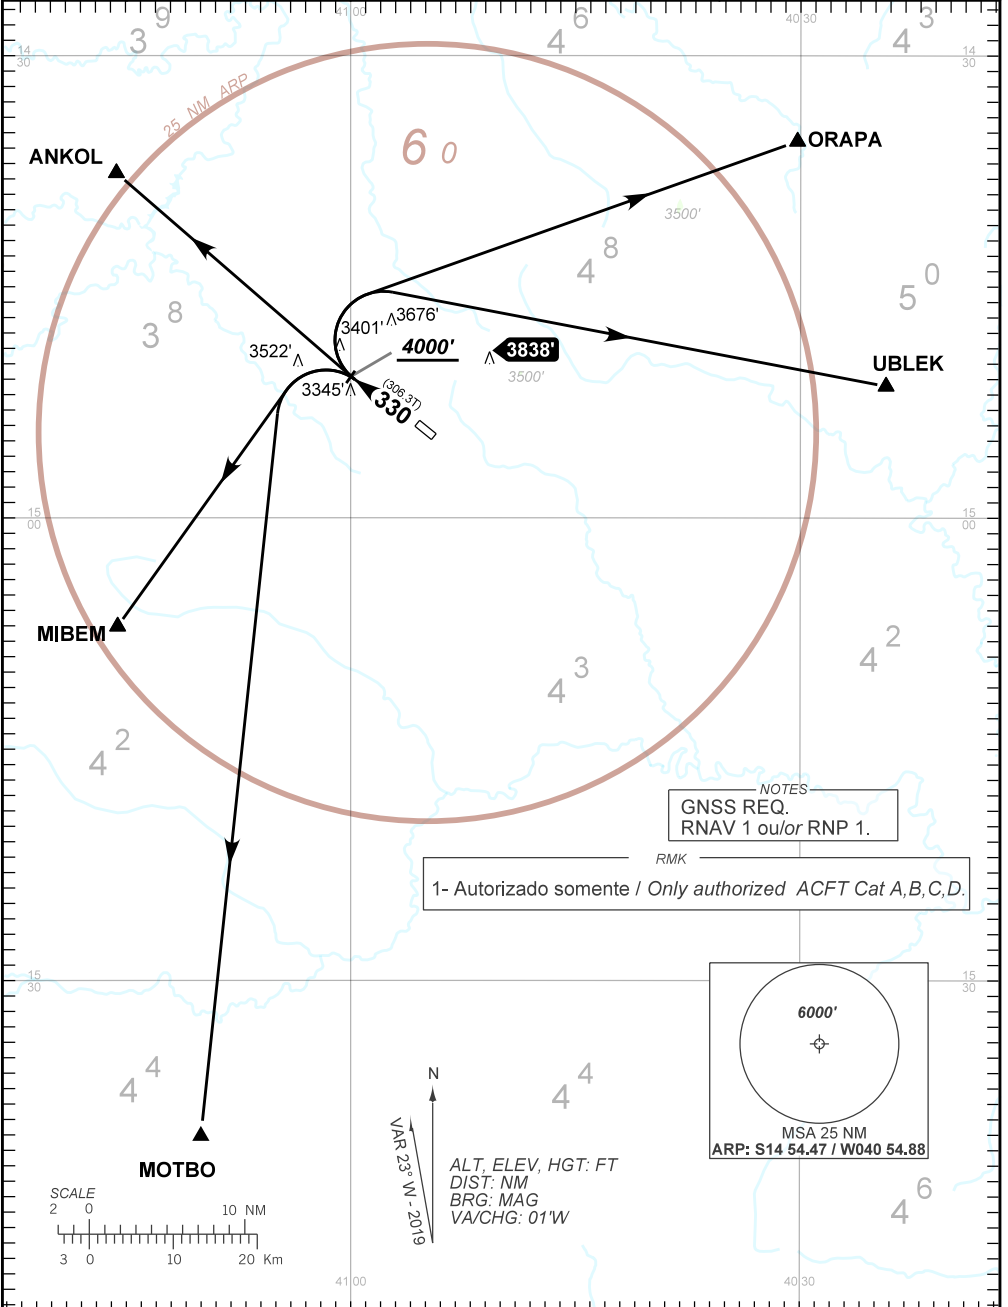 41 00
40 30
3 9
4 6
4 3
14 30
14 30
25 NM ARP
6 0
ANKOL
ORAPA
3500'
4 8
5 0
3 8
3676'
3401'
4000'
3838'
3522'
3500'
UBLEK
3345'
(306.3T)
330
15 00
15 00
MIBEM
4 2
4 3
4 2
NOTES
GNSS REQ.
RNAV 1 ou/or RNP 1.
RMK
1- Autorizado somente / Only authorized ACFT Cat A,B,C,D.
15 30
15 30
6000'
MSA 25 NM
ARP: S14 54.47 / W040 54.88
4 4
4 4
N
VAR 23° W - 2019
ALT, ELEV, HGT: FT
DIST: NM
BRG: MAG
VA/CHG: 01'W
MOTBO
4 6
SCALE
2 0 10 NM
3 0 10 20 Km
41 00
40 30